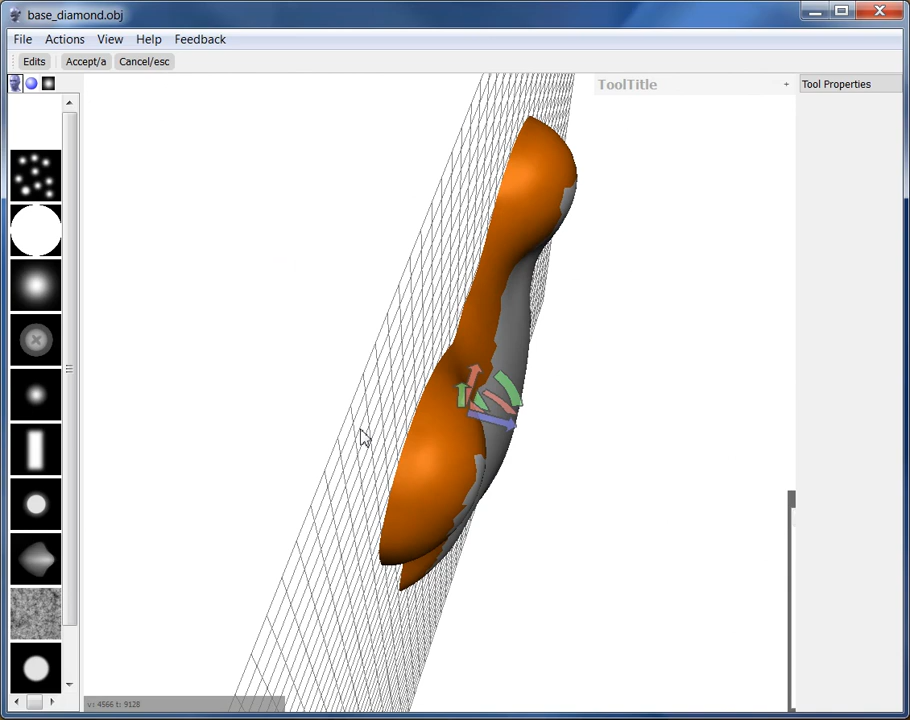 base_diamond.obj
File Actions View Help Feedback
Edits Accept/a Cancel/esc
ToolTitle +
Tool Properties
v: 4566 t: 9128